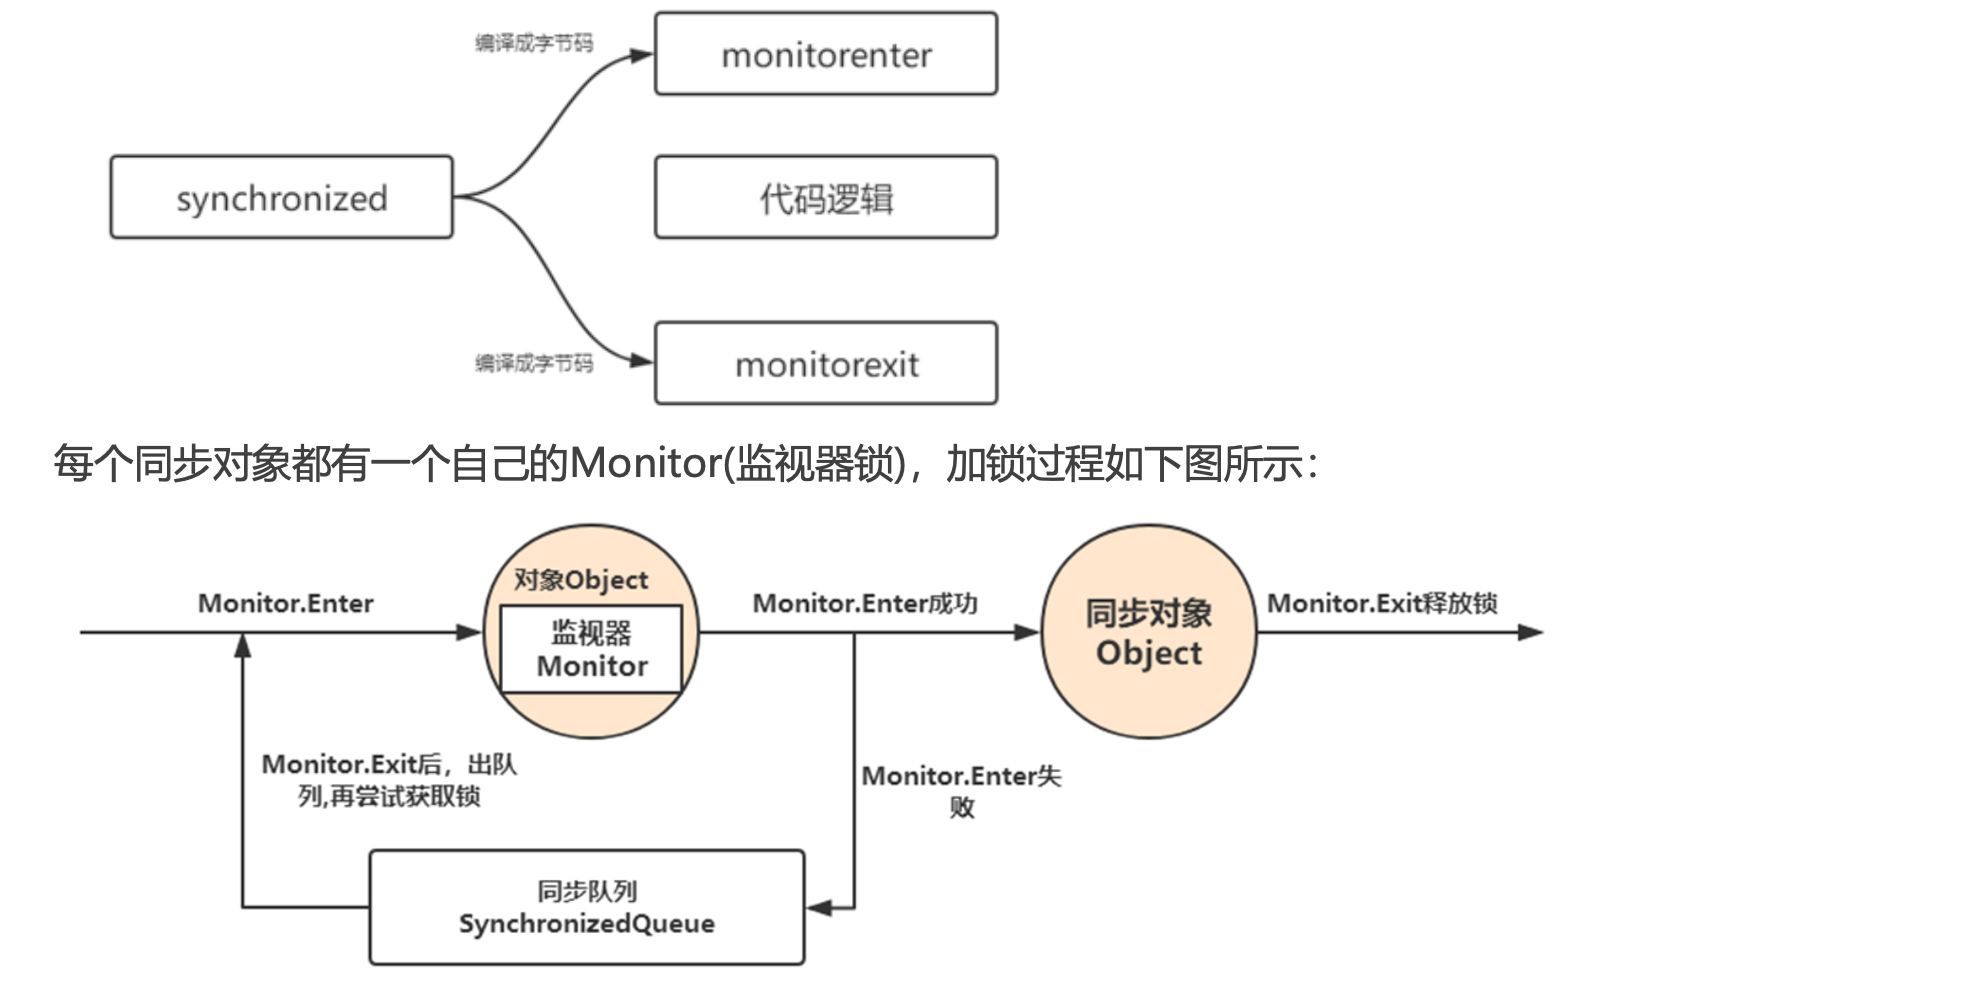 编译成字节码
monitorenter
synchronized
代码逻辑
编译成字节码
monitorexit
每个同步对象都有一个自己的Monitor(监视器锁)，加锁过程如下图所示：
对象Object
Monitor.Enter
Monitor.Enter成功
Monitor.Exit释放锁
监视器
Monitor
同步对象
Object
Monitor.Exit后，出队
列,再尝试获取锁
Monitor.Enter失
败
同步队列
SynchronizedQueue